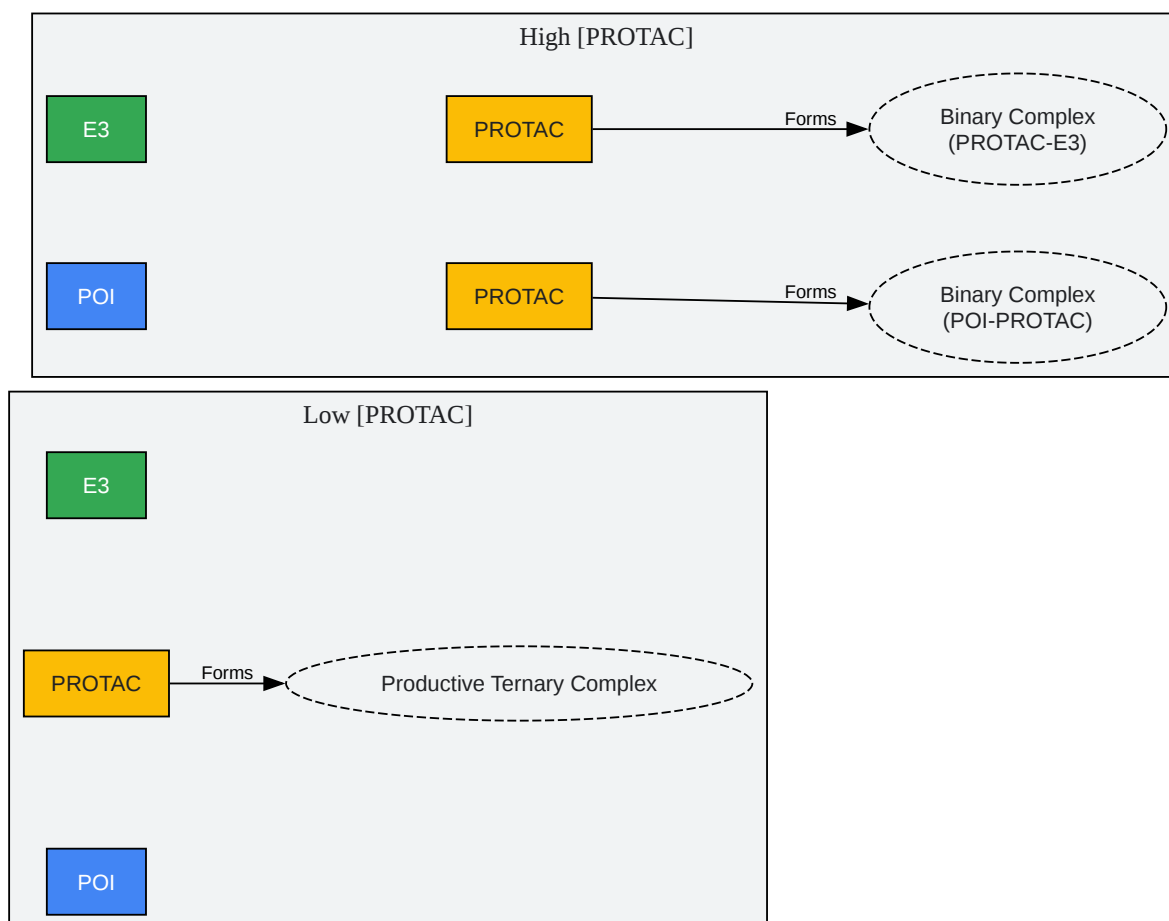 High [PROTAC]
E3
PROTAC
Forms
Binary Complex
(PROTAC-E3)
POI
PROTAC
Forms
Binary Complex
(POI-PROTAC)
Low [PROTAC]
E3
PROTAC
Forms
Productive Ternary Complex
POI